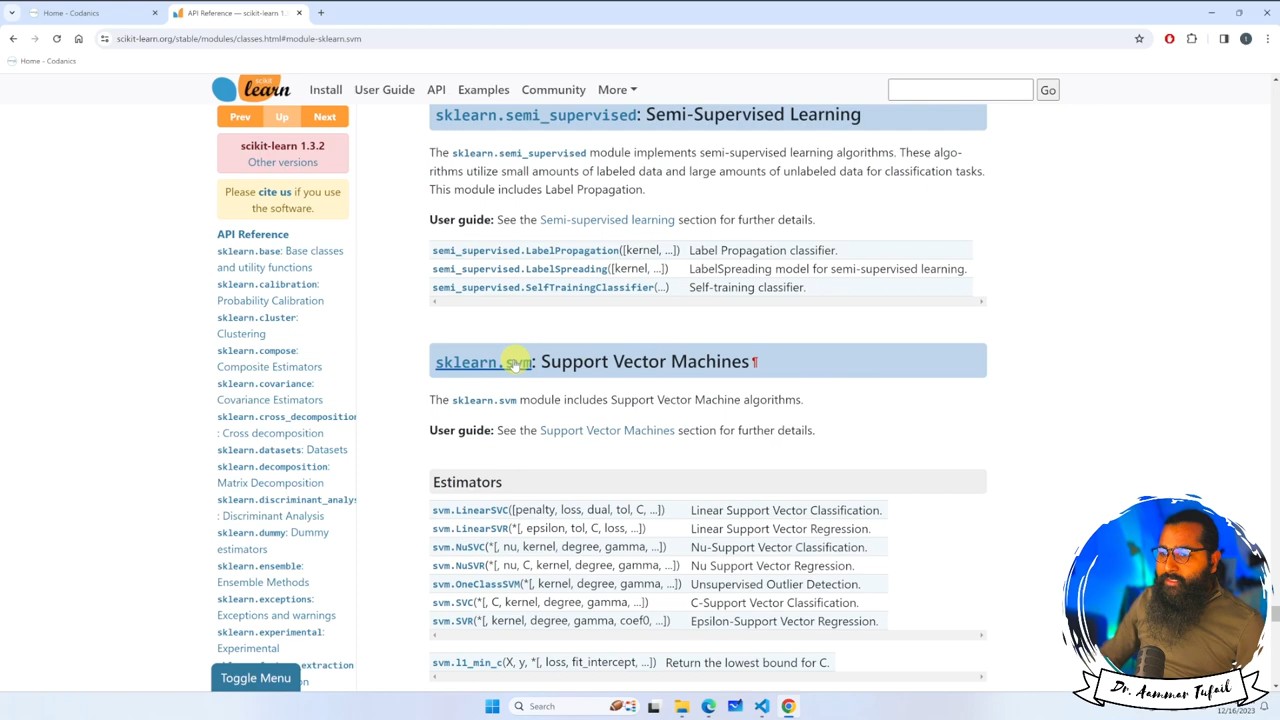 Home - Codanics
API Reference — scikit-learn 1.3.
scikit-learn.org/stable/modules/classes.html#module-sklearn.svm
Home - Codanics
scikit
learn
Install
User Guide
API
Examples
Community
More
Go
Prev
Up
Next
scikit-learn 1.3.2
Other versions
Please cite us if you use
the software.
API Reference
sklearn.base: Base classes
and utility functions
sklearn.calibration:
Probability Calibration
sklearn.cluster:
Clustering
sklearn.compose:
Composite Estimators
sklearn.covariance:
Covariance Estimators
sklearn.cross_decomposition
: Cross decomposition
sklearn.datasets: Datasets
sklearn.decomposition:
Matrix Decomposition
sklearn.discriminant_analys
: Discriminant Analysis
sklearn.dummy: Dummy
estimators
sklearn.ensemble:
Ensemble Methods
sklearn.exceptions:
Exceptions and warnings
sklearn.experimental:
Experimental
extraction
Toggle Menu
sklearn.semi_supervised: Semi-Supervised Learning
The sklearn.semi_supervised module implements semi-supervised learning algorithms. These algo-
rithms utilize small amounts of labeled data and large amounts of unlabeled data for classification tasks.
This module includes Label Propagation.
User guide: See the Semi-supervised learning section for further details.
semi_supervised.LabelPropagation([kernel, ...]) Label Propagation classifier.
semi_supervised.LabelSpreading([kernel, ...]) LabelSpreading model for semi-supervised learning.
semi_supervised.SelfTrainingClassifier(...) Self-training classifier.
sklearn.svm: Support Vector Machines¶
The sklearn.svm module includes Support Vector Machine algorithms.
User guide: See the Support Vector Machines section for further details.
Estimators
svm.LinearSVC([penalty, loss, dual, tol, C, ...]) Linear Support Vector Classification.
svm.LinearSVR(*[, epsilon, tol, C, loss, ...]) Linear Support Vector Regression.
svm.NuSVC(*[, nu, kernel, degree, gamma, ...]) Nu-Support Vector Classification.
svm.NuSVR(*[, nu, C, kernel, degree, gamma, ...]) Nu Support Vector Regression.
svm.OneClassSVM(*[, kernel, degree, gamma, ...]) Unsupervised Outlier Detection.
svm.SVC(*[, C, kernel, degree, gamma, ...]) C-Support Vector Classification.
svm.SVR(*[, kernel, degree, gamma, coef0, ...]) Epsilon-Support Vector Regression.
svm.l1_min_c(X, y, *[, loss, fit_intercept, ...]) Return the lowest bound for C.
Dr. Aammar Tufail
Search
12/16/2023